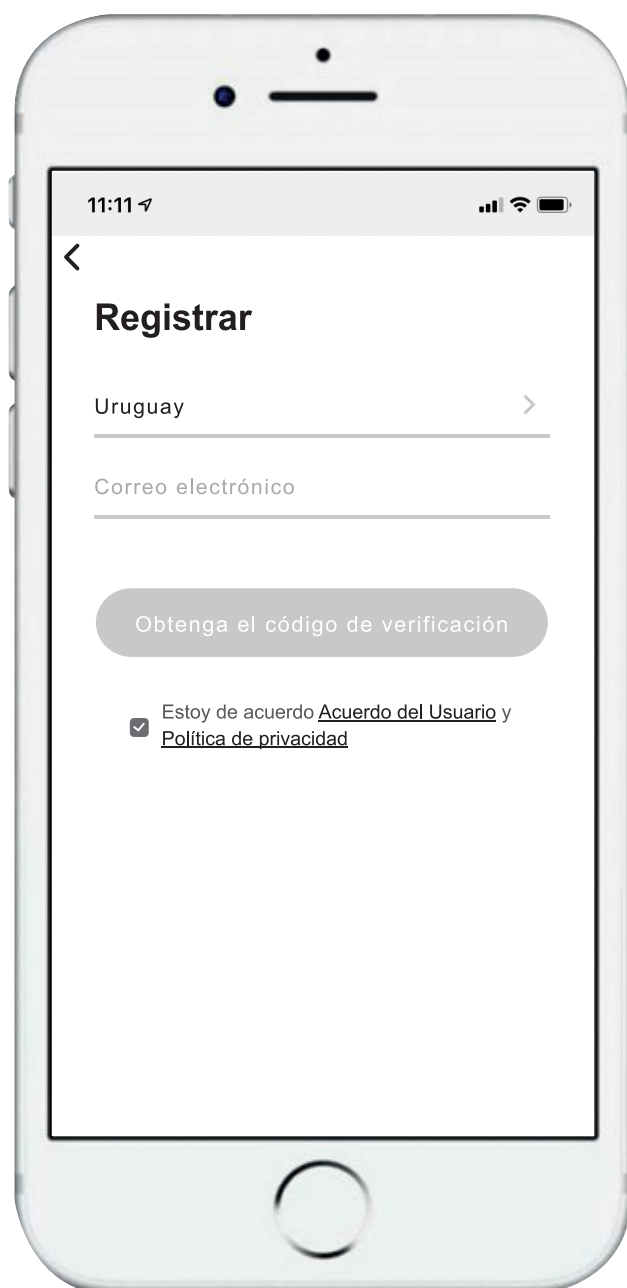 11:11
Registrar
Uruguay
Correo electrónico
Obtenga el código de verificación
Estoy de acuerdo Acuerdo del Usuario y
Política de privacidad